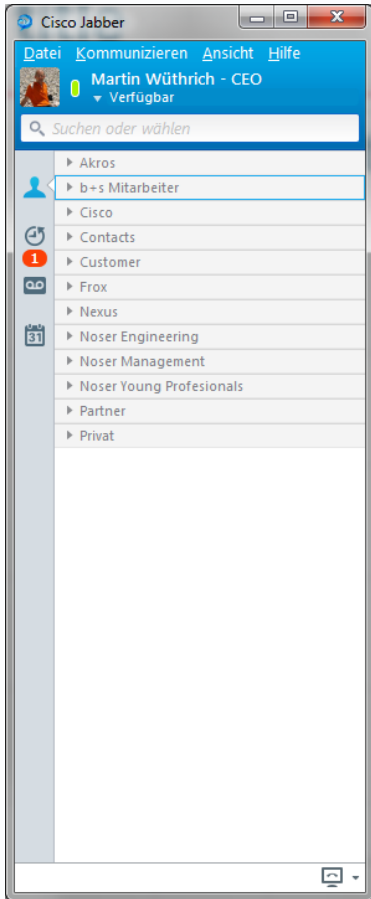 Cisco Jabber
Datei Kommunizieren Ansicht Hilfe
Martin Wüthrich - CEO
Verfügbar
Suchen oder wählen
Akros
b+s Mitarbeiter
Cisco
Contacts
1
Customer
Frox
Nexus
31
Noser Engineering
Noser Management
Noser Young Profesionals
Partner
Privat